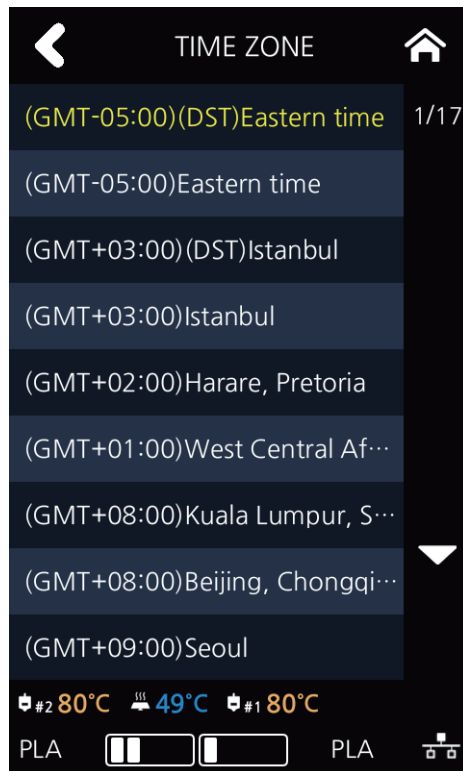 TIME ZONE
(GMT-05:00)(DST)Eastern time 1/17
(GMT-05:00)Eastern time
(GMT+03:00)(DST)Istanbul
(GMT+03:00)Istanbul
(GMT+02:00)Harare, Pretoria
(GMT+01:00)West Central Af···
(GMT+08:00)Kuala Lumpur, S···
(GMT+08:00)Beijing, Chongqi···
(GMT+09:00)Seoul
#2 80°C 49°C #1 80°C
PLA PLA